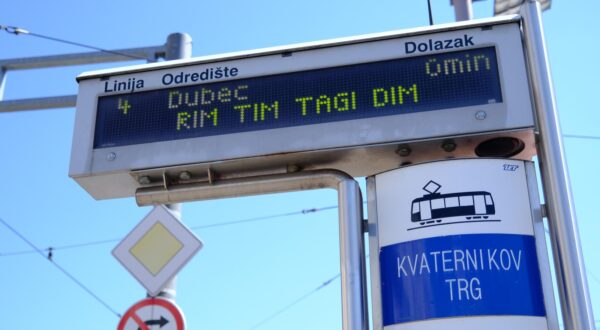 Linija Odredište Dolazak
4 Dubec 0min
RIM TIM TAGI DIM
KVATERNIKOV
TRG